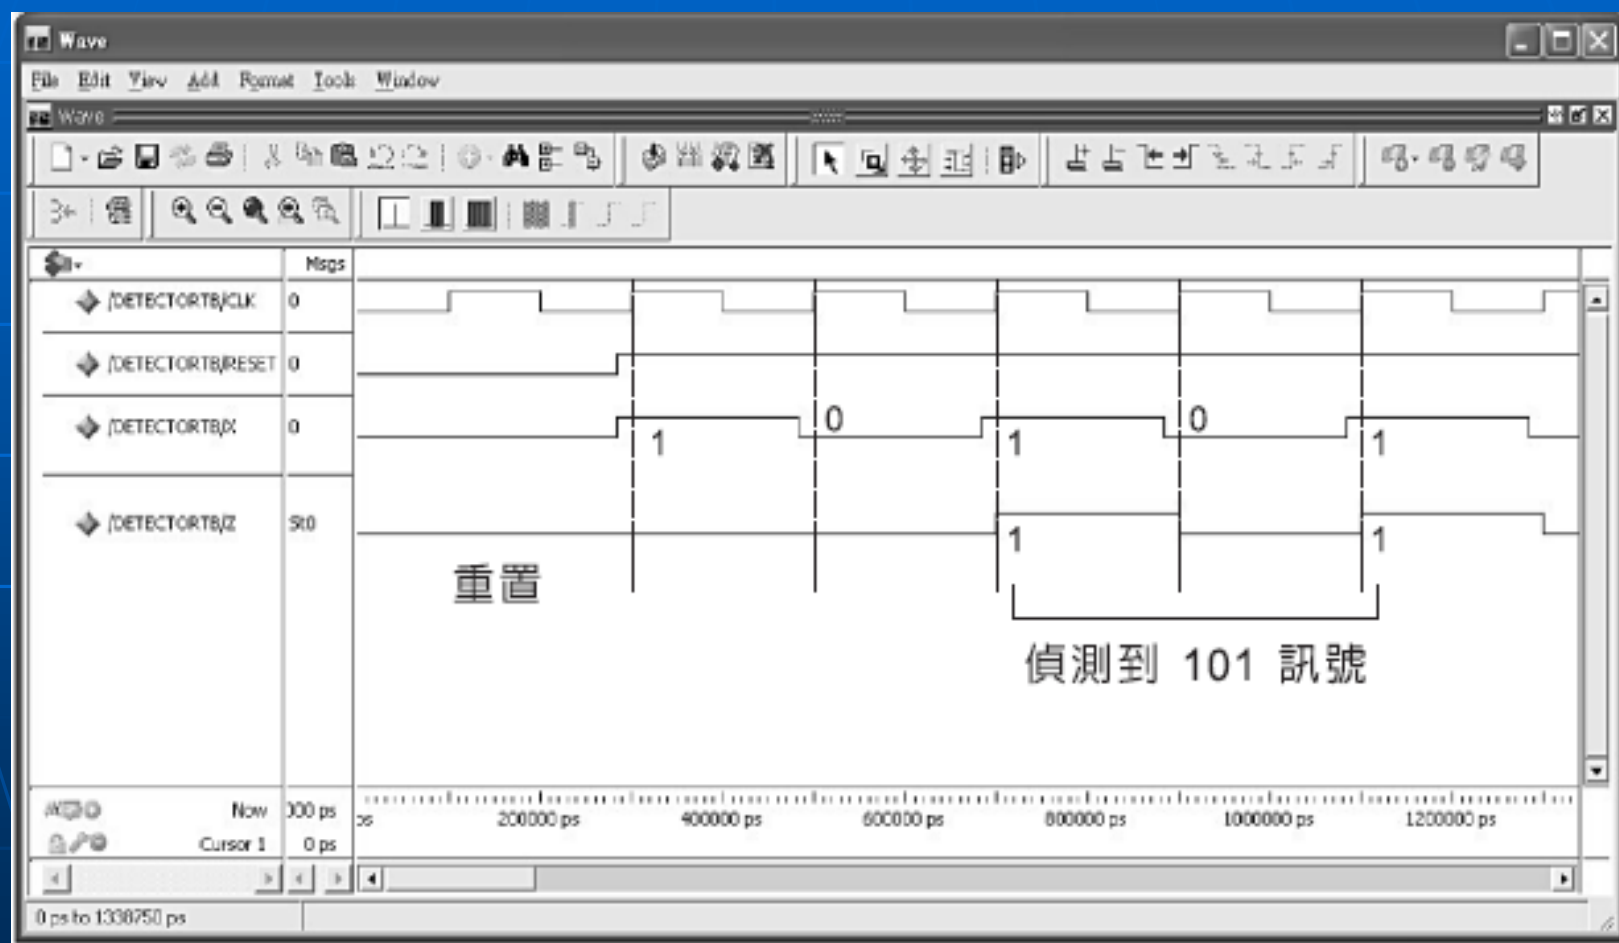 Wave
File Edit View Add Format Tools Window
Wave
Msgs
/DETECTORTB/CLK 0
/DETECTORTB/RESET 0
/DETECTORTB/X 0
1 0 1 0 1
/DETECTORTB/Z St0
1 1
重置
偵測到 101 訊號
Now 000 ps
ps 200000 ps 400000 ps 600000 ps 800000 ps 1000000 ps 1200000 ps
Cursor 1 0 ps
0 ps to 1338750 ps